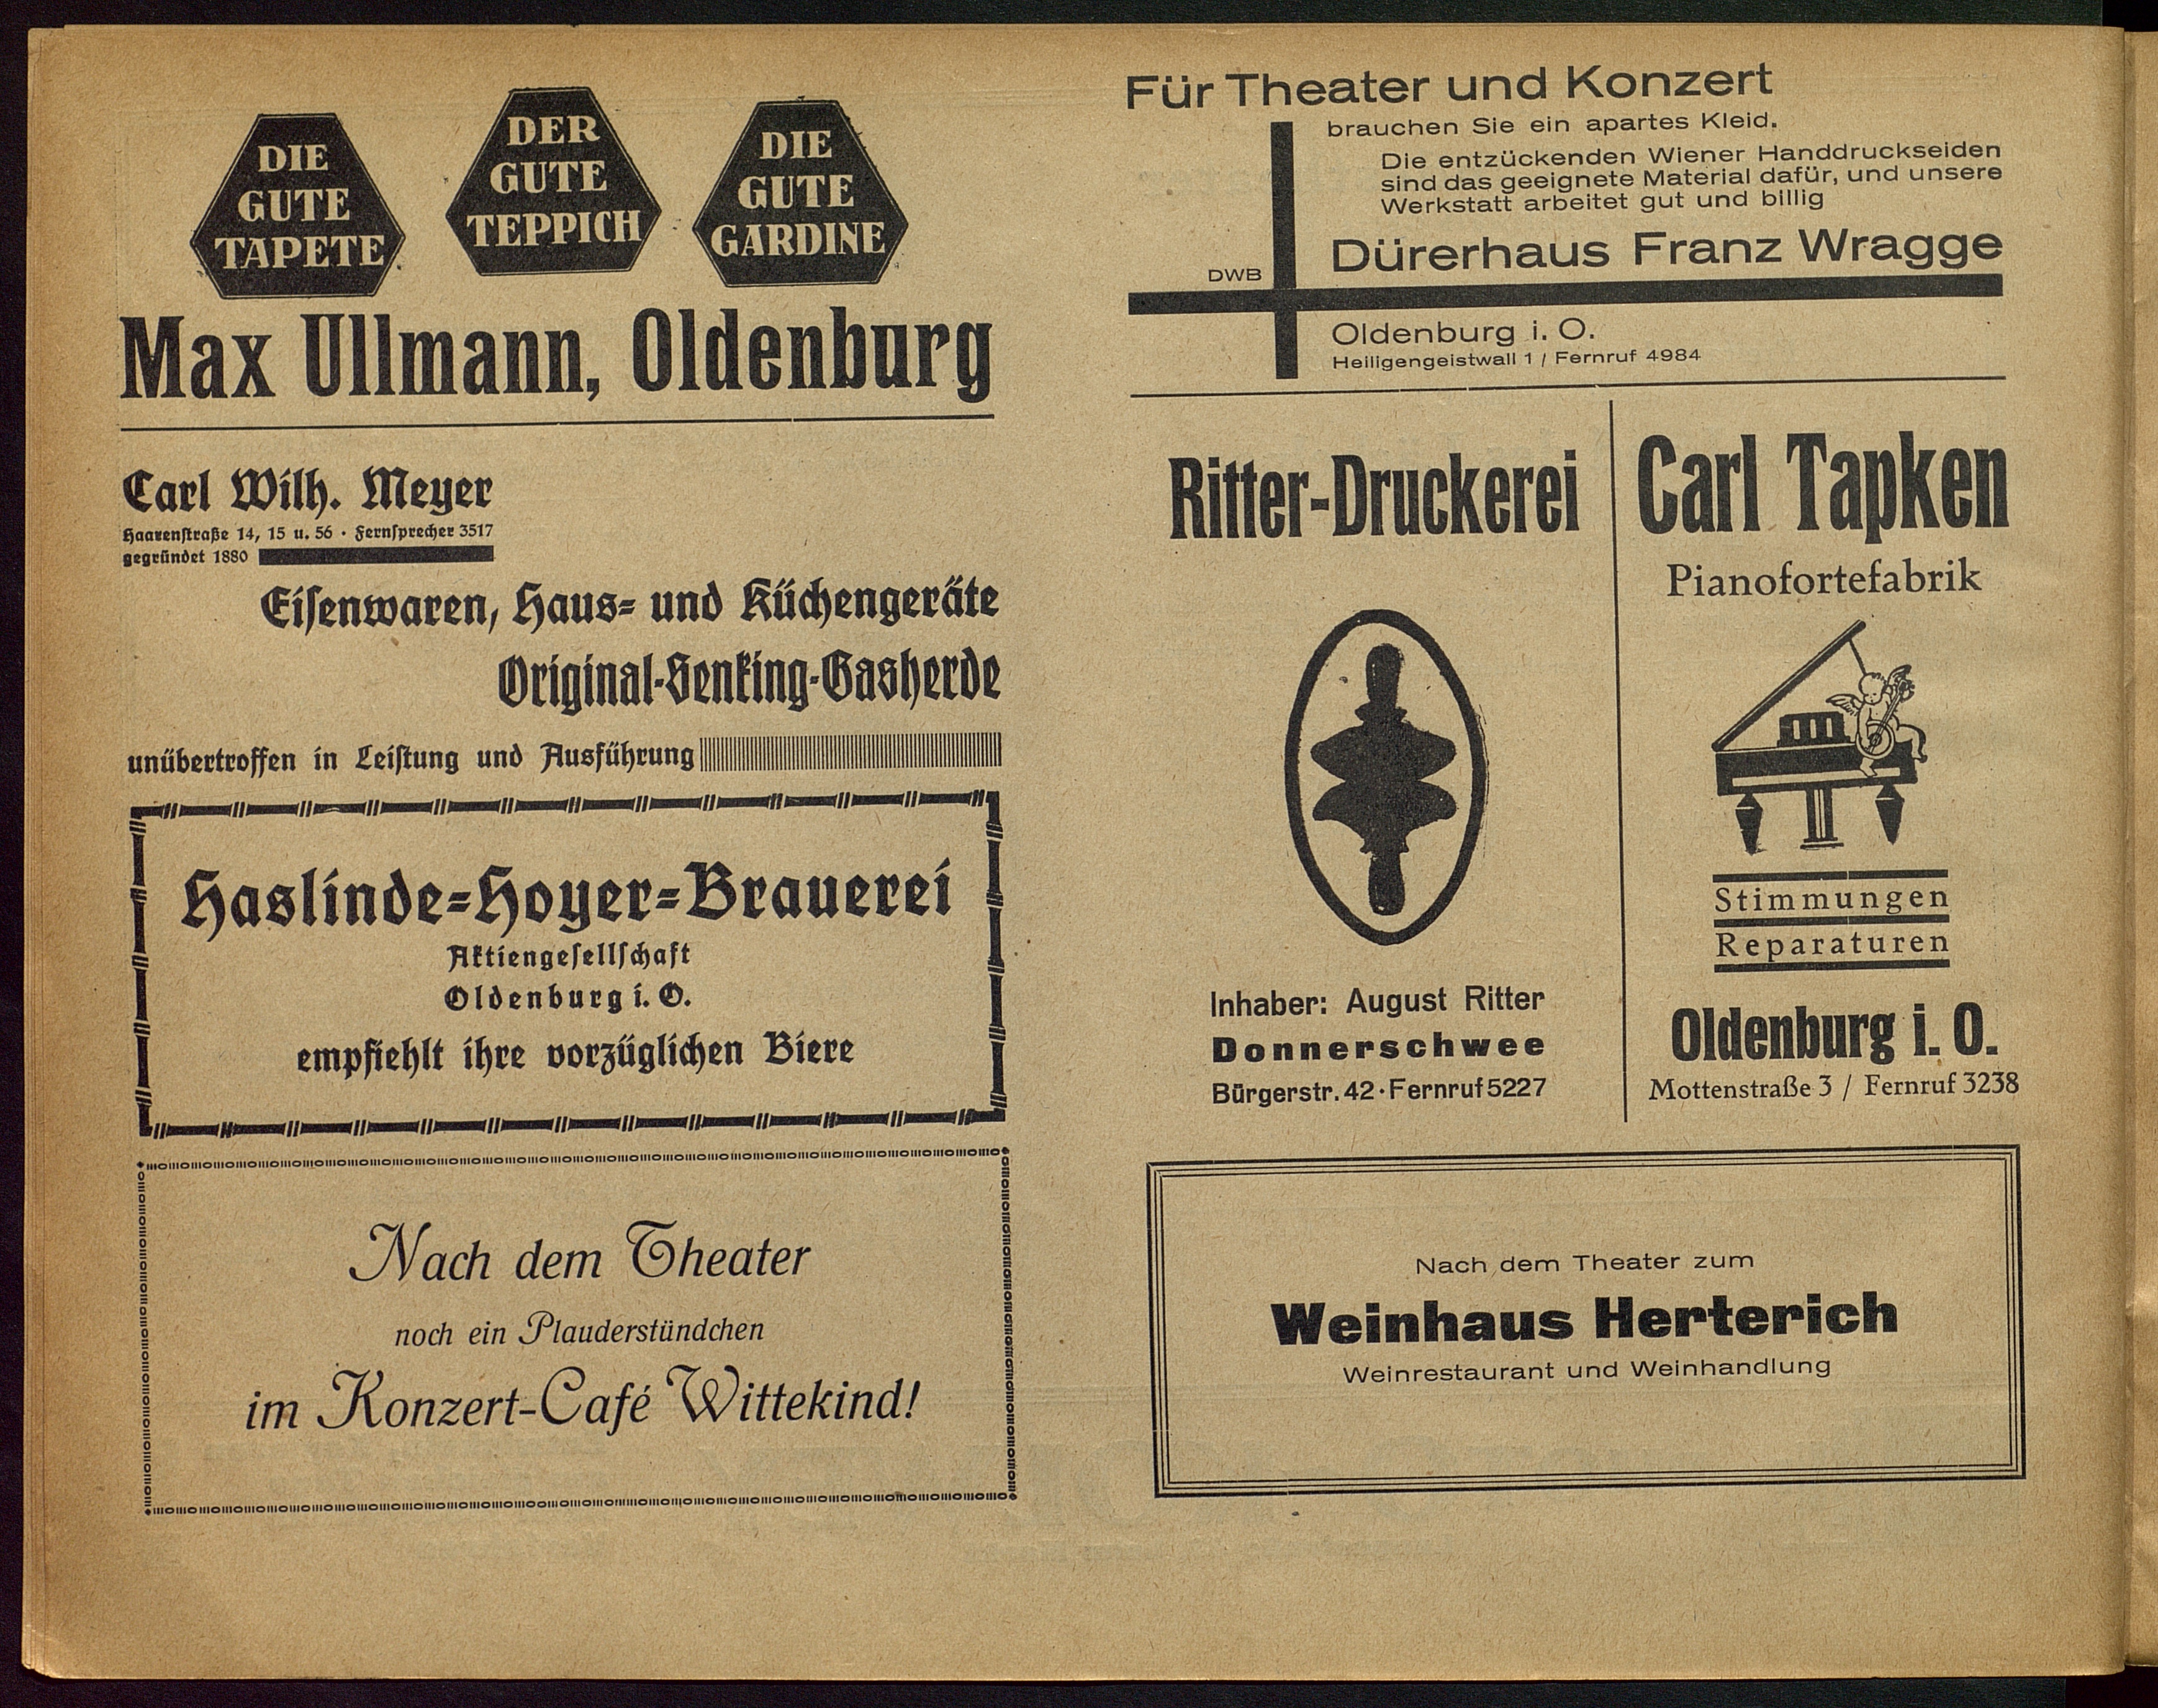 DIE
GUTE
TAPETE
DER
GUTE
TEPPICH
DIE
GUTE
GARDINE
Max Ullmann, Oldenburg
Carl Wilh. Meyer
Haarenſtraße 14, 15 u. 56 · Fernſprecher 3517
gegründet 1880
Eiſenwaren, Haus- und Küchengeräte
Original-Senking-Gasherde
unübertroffen in Leiſtung und Ausführung
Haslinde-Hoyer-Brauerei
Aktiengeſellſchaft
Oldenburg i. O.
empfiehlt ihre vorzüglichen Biere
Nach dem Theater
noch ein Plauderstündchen
im Konzert-Café Wittekind!
Für Theater und Konzert
brauchen Sie ein apartes Kleid.
Die entzückenden Wiener Handdruckseiden
sind das geeignete Material dafür, und unsere
Werkstatt arbeitet gut und billig
Dürerhaus Franz Wragge
DWB
Oldenburg i. O.
Heiligengeistwall 1 / Fernruf 4984
Ritter-Druckerei
Inhaber: August Ritter
Donnerschwee
Bürgerstr. 42 · Fernruf 5227
Carl Tapken
Pianofortefabrik
Stimmungen
Reparaturen
Oldenburg i. O.
Mottenstraße 3 / Fernruf 3238
Nach dem Theater zum
Weinhaus Herterich
Weinrestaurant und Weinhandlung